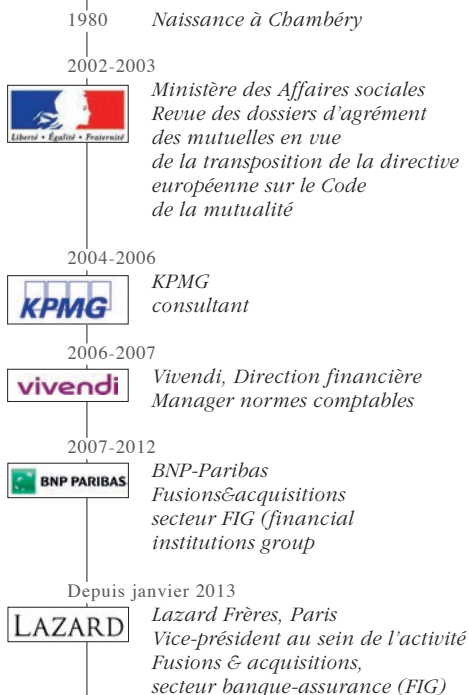 1980 Naissance à Chambéry
2002-2003
Ministère des Affaires sociales
Revue des dossiers d'agrément
des mutuelles en vue
de la transposition de la directive
européenne sur le Code
de la mutualité
Liberté • Égalité • Fraternité
2004-2006
KPMG
KPMG
consultant
2006-2007
vivendi
Vivendi, Direction financière
Manager normes comptables
2007-2012
BNP PARIBAS
BNP-Paribas
Fusions&acquisitions
secteur FIG (financial
institutions group
Depuis janvier 2013
LAZARD
Lazard Frères, Paris
Vice-président au sein de l'activité
Fusions & acquisitions,
secteur banque-assurance (FIG)